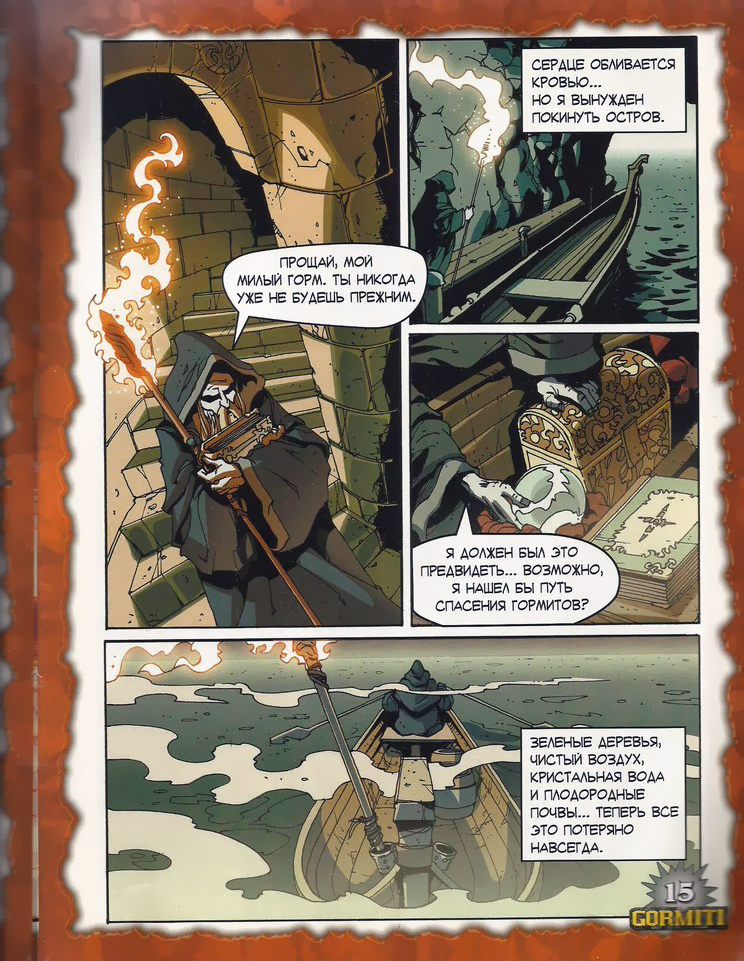 ПРОЩАЙ, МОЙ
МИЛЫЙ ГОРМ. ТЫ НИКОГДА
УЖЕ НЕ БУДЕШЬ ПРЕЖНИМ.
СЕРДЦЕ ОБЛИВАЕТСЯ
КРОВЬЮ...
НО Я ВЫНУЖДЕН
ПОКИНУТЬ ОСТРОВ.
Я ДОЛЖЕН БЫЛ ЭТО
ПРЕДВИДЕТЬ... ВОЗМОЖНО,
Я НАШЕЛ БЫ ПУТЬ
СПАСЕНИЯ ГОРМИТОВ?
ЗЕЛЕНЫЕ ДЕРЕВЬЯ,
ЧИСТЫЙ ВОЗДУХ,
КРИСТАЛЬНАЯ ВОДА
И ПЛОДОРОДНЫЕ
ПОЧВЫ... ТЕПЕРЬ ВСЕ
ЭТО ПОТЕРЯНО
НАВСЕГДА.
15
GORMITI